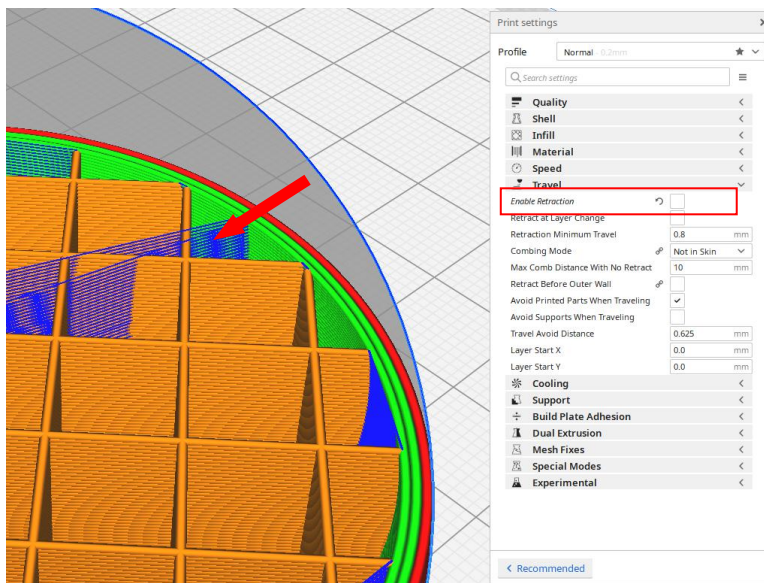 Print settings
Profile Normal - 0.2mm
Search settings
Quality
Shell
Infill
Material
Speed
Travel
Enable Retraction
Retract at Layer Change
Retraction Minimum Travel 0.8 mm
Combing Mode Not in Skin
Max Comb Distance With No Retract 10 mm
Retract Before Outer Wall
Avoid Printed Parts When Traveling
Avoid Supports When Traveling
Travel Avoid Distance 0.625 mm
Layer Start X 0.0 mm
Layer Start Y 0.0 mm
Cooling
Support
Build Plate Adhesion
Dual Extrusion
Mesh Fixes
Special Modes
Experimental
Recommended